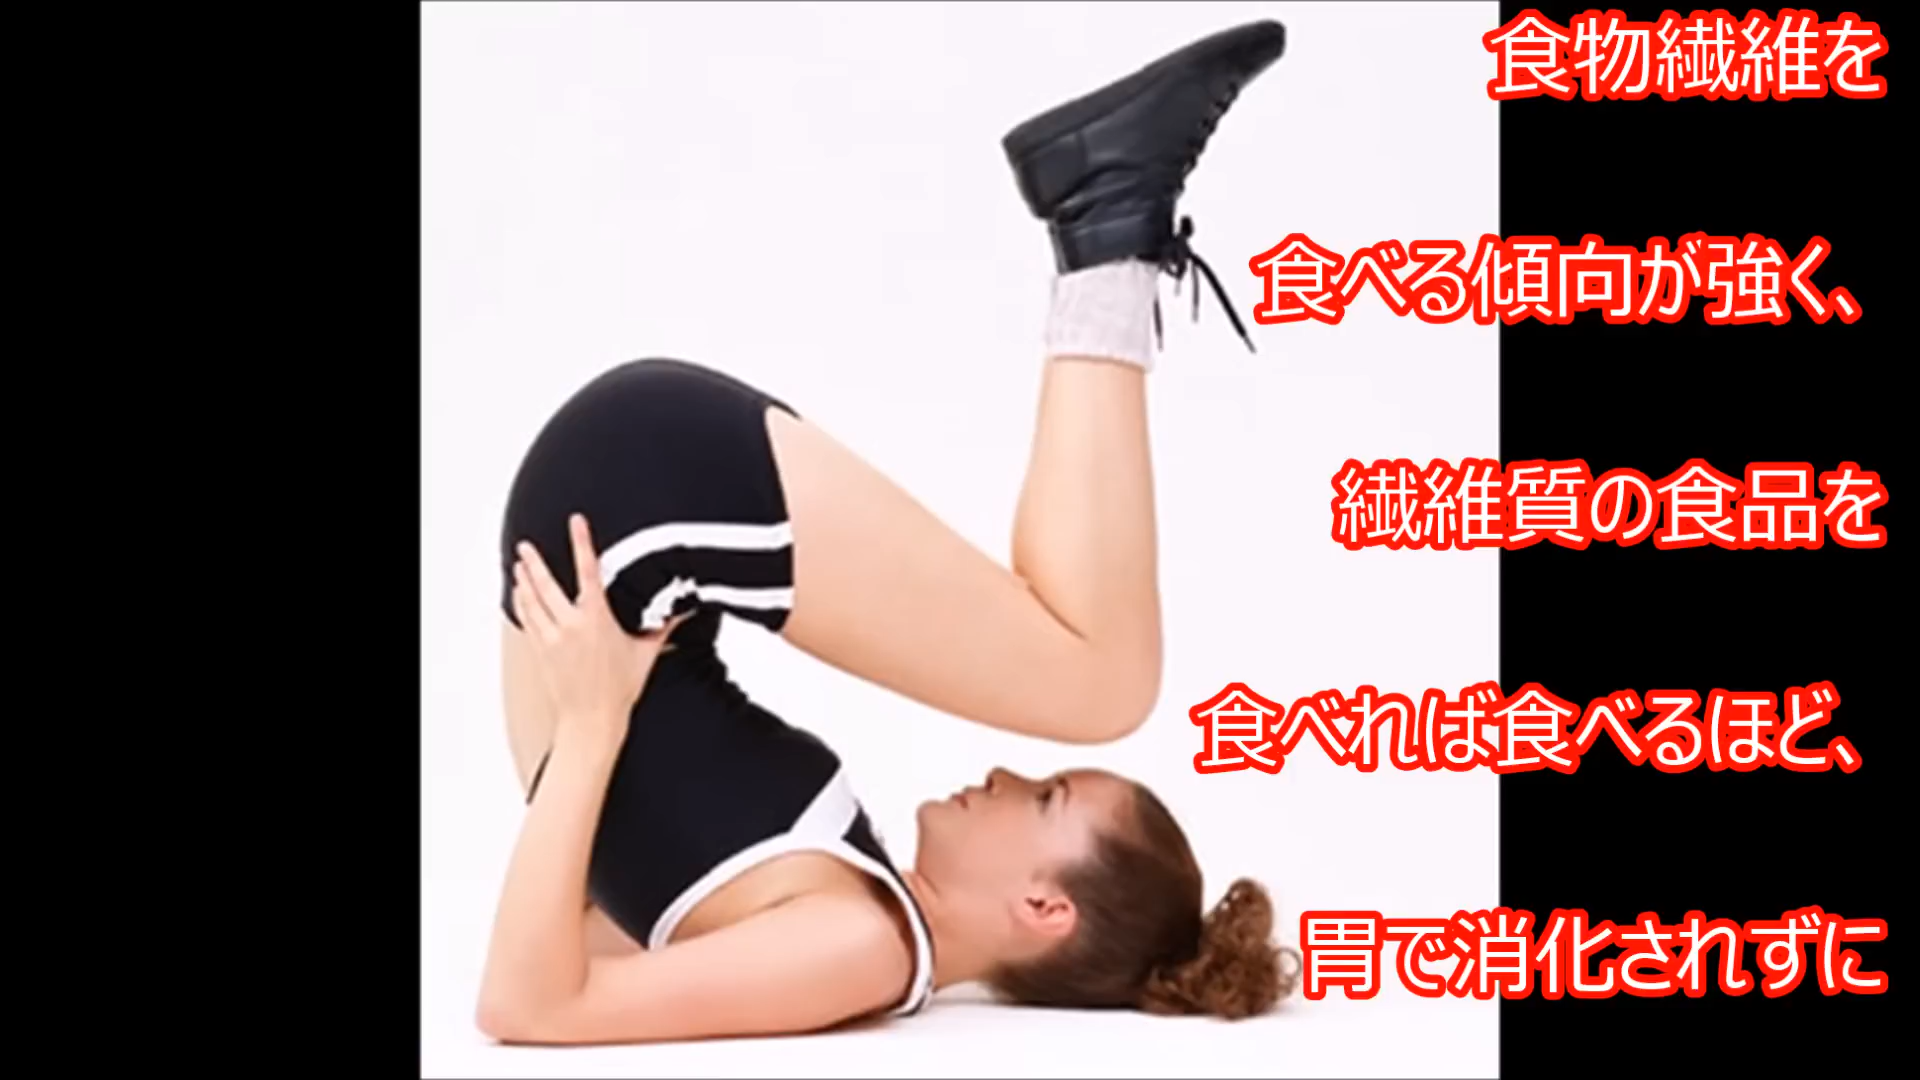 食物繊維を
食べる傾向が強く、
繊維質の食品を
食べれば食べるほど、
胃で消化されずに